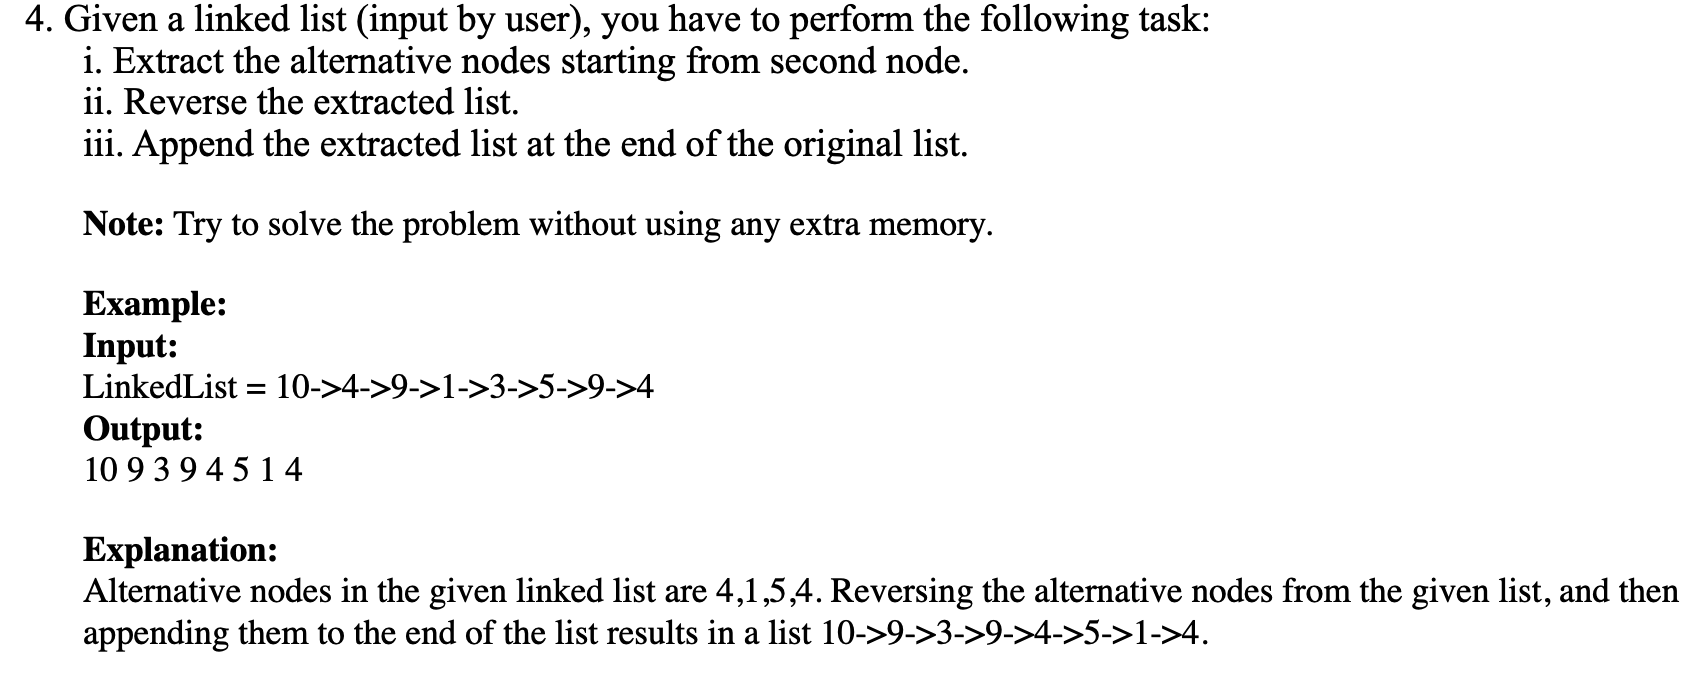 4. Given a linked list (input by user), you have to perform the following task:
i. Extract the alternative nodes starting from second node.
ii. Reverse the extracted list.
iii. Append the extracted list at the end of the original list.
Note: Try to solve the problem without using any extra memory.
Example:
Input:
LinkedList = 10->4->9->1->3->5->9->4
Output:
10 9 3 9 4 5 1 4
Explanation:
Alternative nodes in the given linked list are 4,1,5,4. Reversing the alternative nodes from the given list, and then
appending them to the end of the list results in a list 10->9->3->9->4->5->1->4.